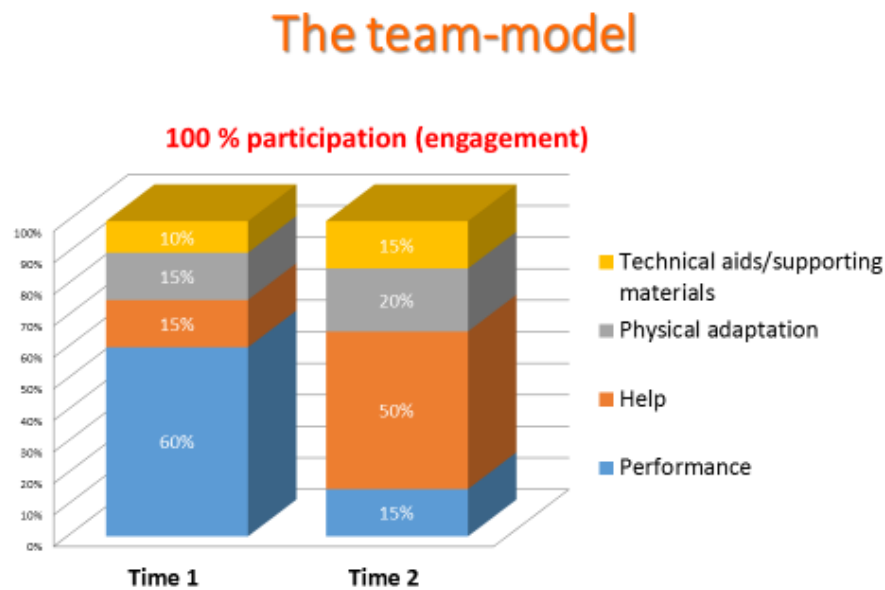 The team-model
100 % participation (engagement)
100%
90%
80%
70%
60%
50%
40%
30%
20%
10%
0%
10%
15%
15%
60%
15%
20%
50%
15%
Time 1
Time 2
Technical aids/supporting
materials
Physical adaptation
Help
Performance